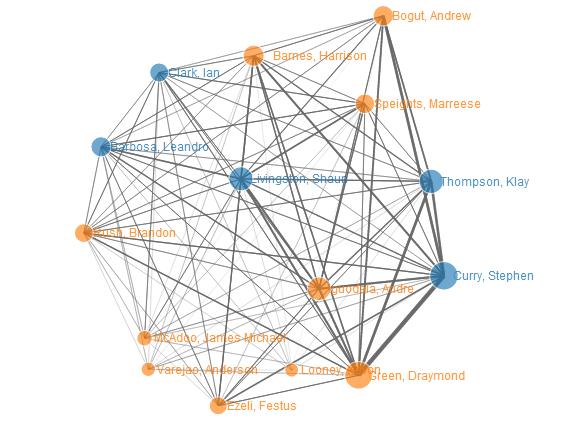 Bogut, Andrew
Barnes, Harrison
Clark, Ian
Speights, Marreese
Barbosa, Leandro
Livingston, Shaun
Thompson, Klay
Rush, Brandon
Curry, Stephen
Iguodala, Andre
McAdoo, James Michael
Varejao, Anderson
Looney,
Green, Draymond
Ezeli, Festus